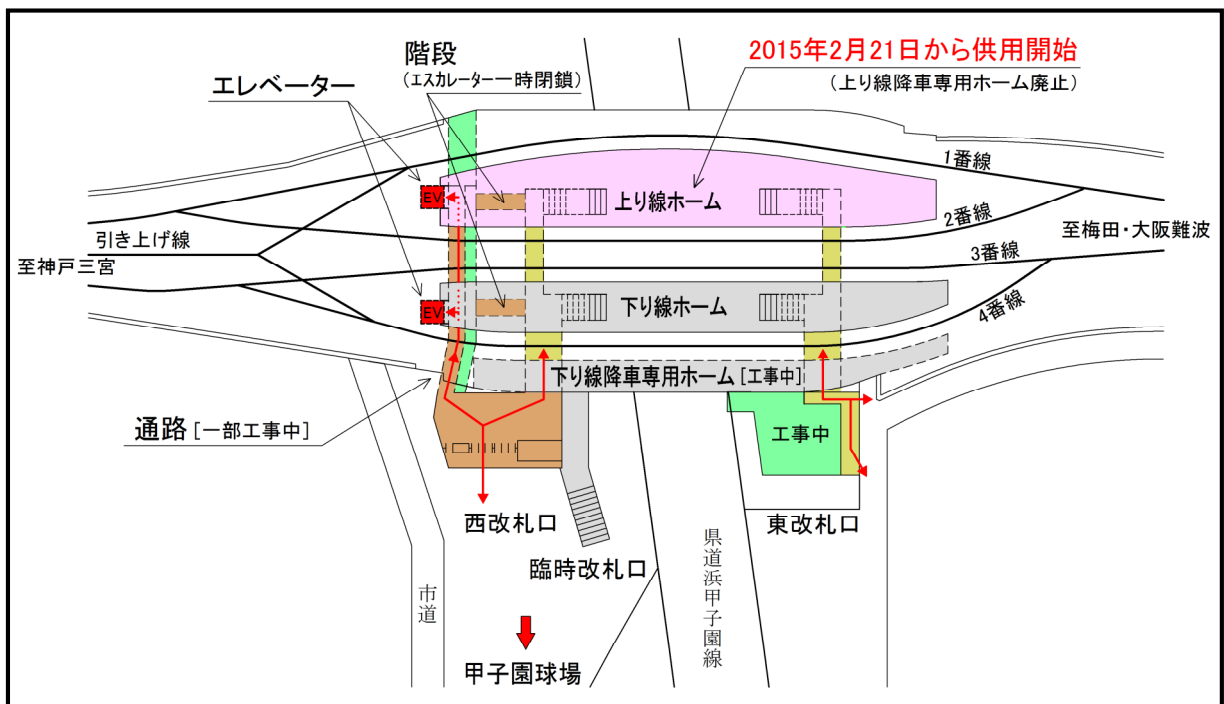 階段
(エスカレーター一時閉鎖)
2015年2月21日から供用開始
(上り線降車専用ホーム廃止)
エレベーター
1番線
EV
上り線ホーム
2番線
至梅田・大阪難波
引き上げ線
3番線
至神戸三宮
EV
下り線ホーム
4番線
下り線降車専用ホーム[工事中]
通路[一部工事中]
工事中
西改札口
東改札口
臨時改札口
県道浜甲子園線
市道
甲子園球場